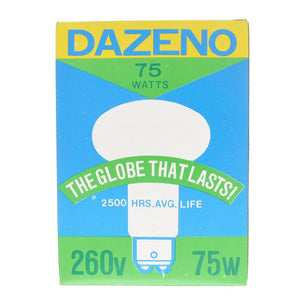 DAZENO
75
WATTS
THE GLOBE THAT LASTS!
2500 HRS. AVG. LIFE
260v 75w